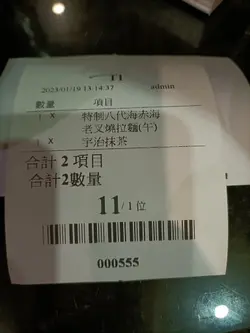 2023/01/19 13:14:37 admin
數量 項目
1 X 特制八代海赤海
老叉燒拉麵(午)
1 X 宇治抹茶
合計 2 項目
合計2數量
11/1位
000555